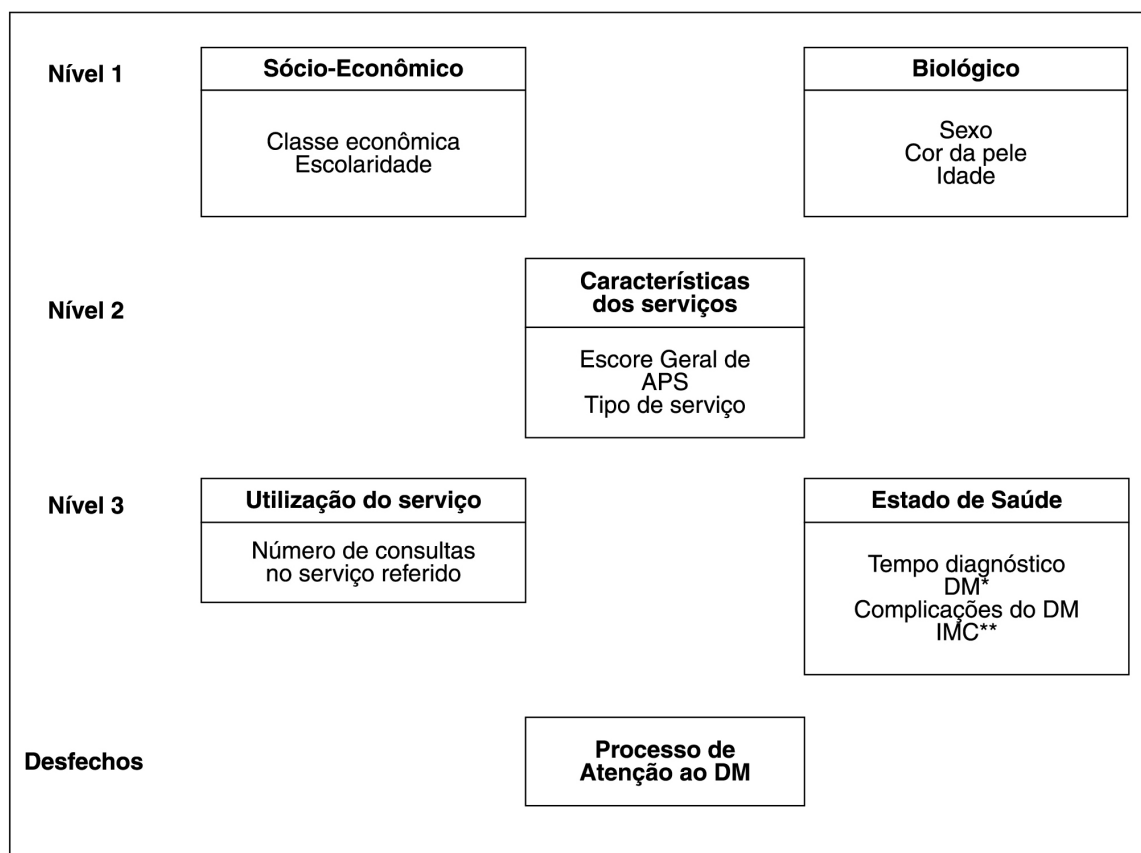 Nível 1
Sócio-Econômico
Classe econômica
Escolaridade
Biológico
Sexo
Cor da pele
Idade
Nível 2
Características
dos serviços
Escore Geral de
APS
Tipo de serviço
Nível 3
Utilização do serviço
Número de consultas
no serviço referido
Estado de Saúde
Tempo diagnóstico
DM*
Complicações do DM
IMC**
Desfechos
Processo de
Atenção ao DM